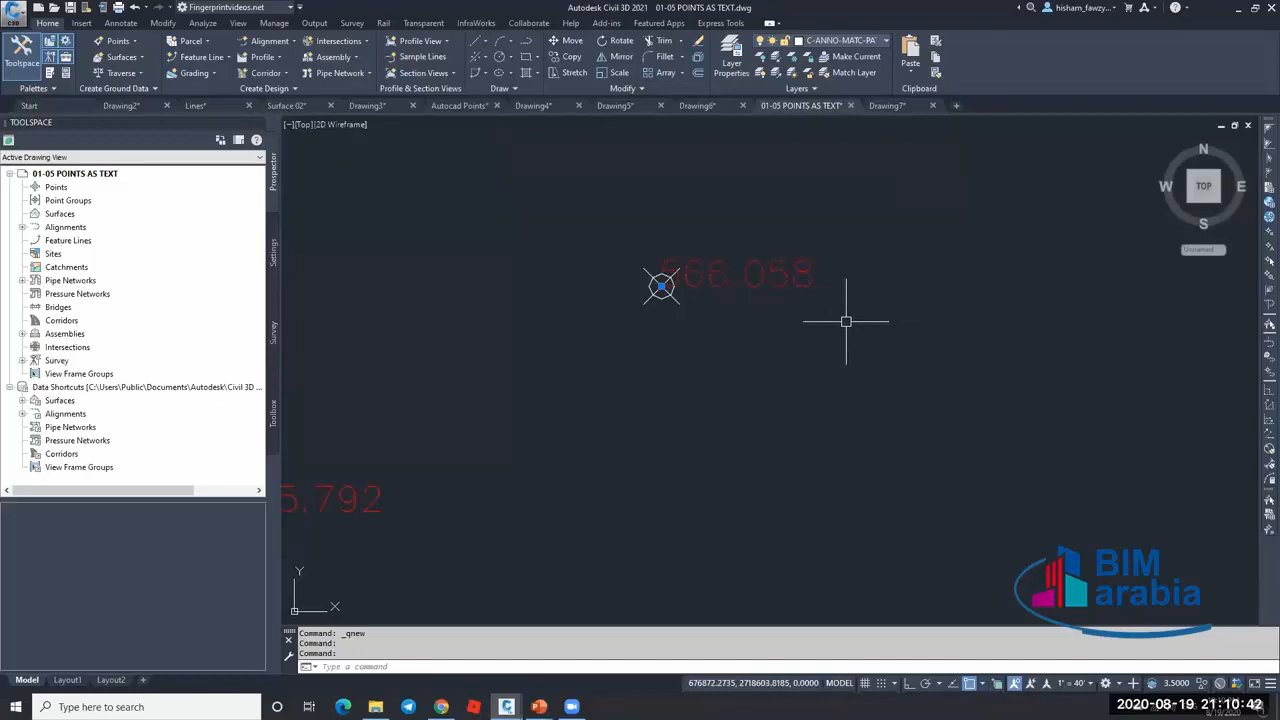 C3D
Fingerprintvideos.net
Autodesk Civil 3D 2021 01-05 POINTS AS TEXT.dwg
hisham_fawzy...
Home Insert Annotate Modify Analyze View Manage Output Survey Rail Transparent InfraWorks Collaborate Help Add-ins Featured Apps Express Tools
Points Parcel Alignment Intersections Profile View Move Rotate Trim C-ANNO-MATC-PA
Toolspace Surfaces Feature Line Profile Assembly Sample Lines Copy Mirror Fillet Layer Properties Make Current Paste
Traverse Grading Corridor Pipe Network Section Views Stretch Scale Array Match Layer
Palettes Create Ground Data Create Design Profile & Section Views Draw Modify Layers Clipboard
Start Drawing2* Lines* Surface 02* Drawing3* Autocad Points* Drawing4* Drawing5* Drawing6* 01-05 POINTS AS TEXT* Drawing7*
TOOLSPACE
[−][Top][2D Wireframe]
Active Drawing View
01-05 POINTS AS TEXT
Points
Point Groups
Surfaces
Alignments
Feature Lines
Sites
Catchments
Pipe Networks
Pressure Networks
Bridges
Corridors
Assemblies
Intersections
Survey
View Frame Groups
Data Shortcuts [C:\Users\Public\Documents\Autodesk\Civil 3D ...
Surfaces
Alignments
Pipe Networks
Pressure Networks
Corridors
View Frame Groups
Prospector
Settings
Survey
Toolbox
N
W TOP E
S
Unnamed
666.058
5.792
Y
X
BIM
arabia
Command: _qnew
Command:
Command:
Type a command
Model Layout1 Layout2
676872.2735, 2718603.8185, 0.0000 MODEL 1" = 40' 3.5000
Type here to search
2020-08-19 21:10:42
8/19/2020